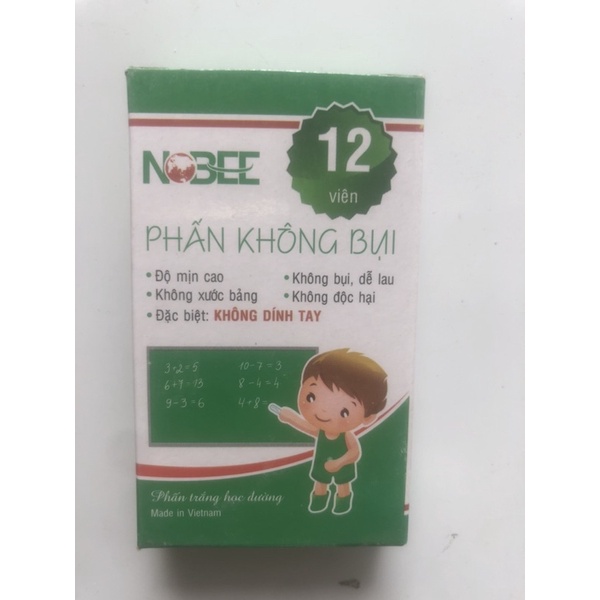 NOBEE
12
viên
PHẤN KHÔNG BỤI
• Độ mịn cao
• Không bụi, dễ lau
• Không xước bảng
• Không độc hại
• Đặc biệt: KHÔNG DÍNH TAY
3+2=5
10-7=3
6+7=13
8-4=4
9-3=6
4+8=
Phấn trắng học đường
Made in Vietnam